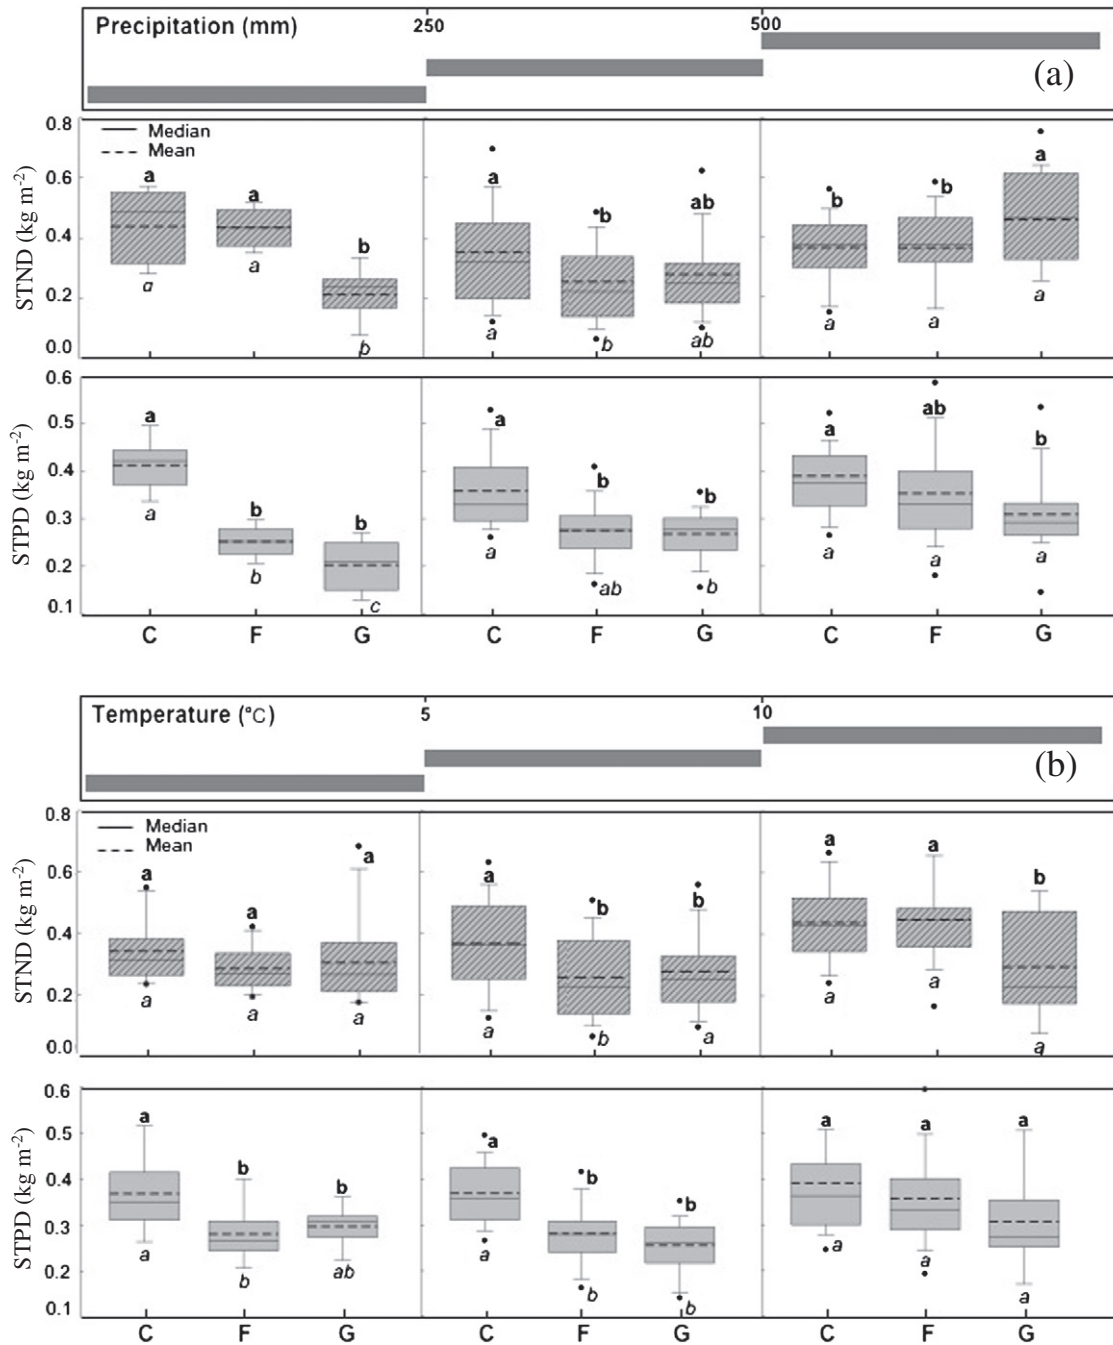 Precipitation (mm) 250 500
(a)
0.8
Median
Mean
0.6
0.4
0.2
0.0
STND (kg m-2)
a a b a b ab b b a
a a b a b ab a a a
0.6
0.5
0.4
0.3
0.2
0.1
STPD (kg m-2)
a b b a b b a ab b
a b c a ab b a a a
C F G C F G C F G
Temperature (°C) 5 10
(b)
0.8
Median
Mean
0.6
0.4
0.2
0.0
STND (kg m-2)
a a a a b b a a b
a a a a b a a a a
0.6
0.5
0.4
0.3
0.2
0.1
STPD (kg m-2)
a b b a b b a a a
a b ab a b b a a a
C F G C F G C F G